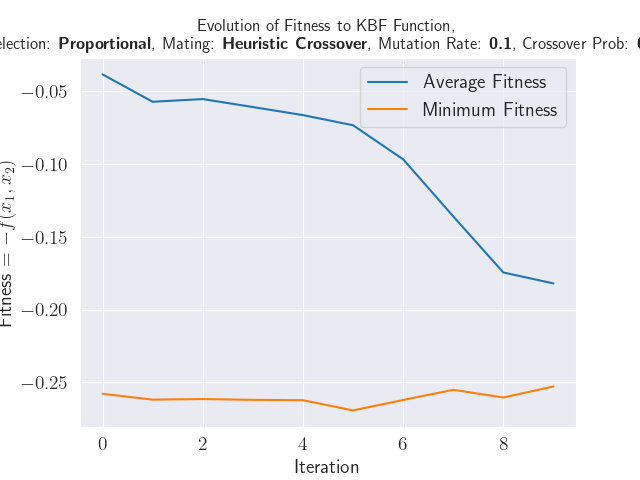 Evolution of Fitness to KBF Function,
election: Proportional, Mating: Heuristic Crossover, Mutation Rate: 0.1, Crossover Prob:
Average Fitness
Minimum Fitness
−0.05
−0.10
−0.15
−0.20
−0.25
Fitness = −f(x₁, x₂)
0 2 4 6 8
Iteration